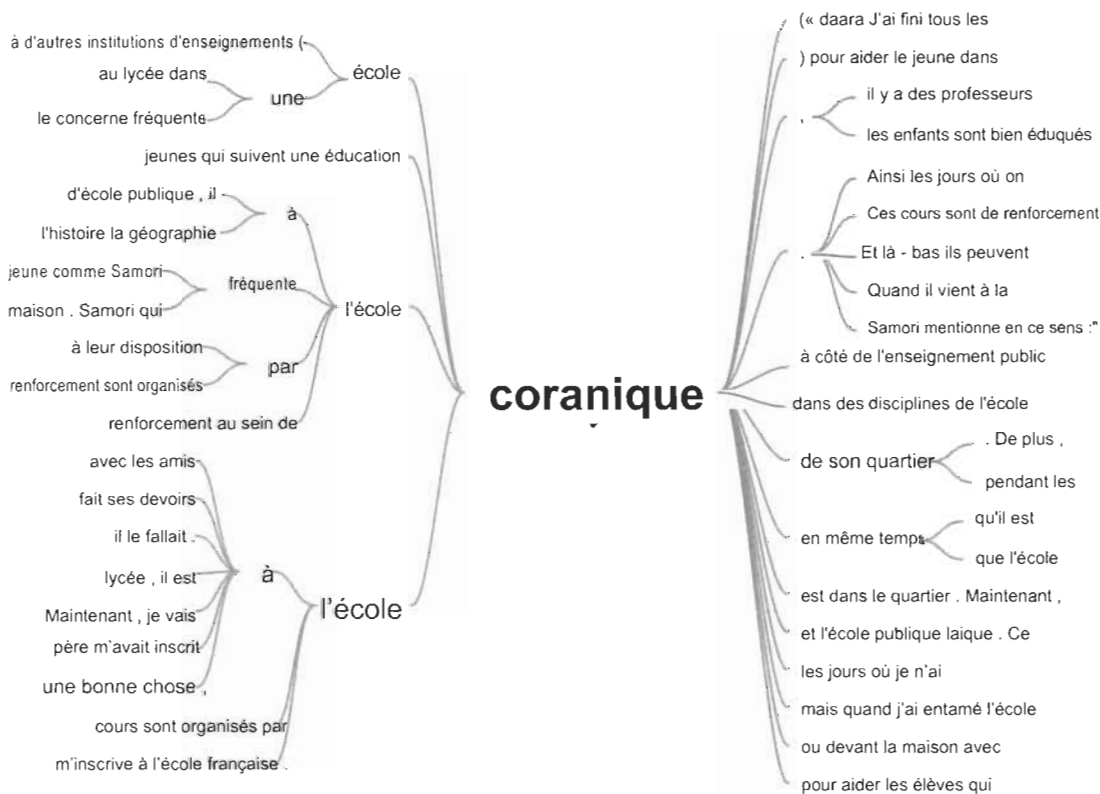 à d'autres institutions d'enseignements (
au lycée dans
le concerne fréquente
une
école
jeunes qui suivent une éducation
d'école publique , il
l'histoire la géographie
à
jeune comme Samori
maison . Samori qui
fréquente
à leur disposition
renforcement sont organisés
par
renforcement au sein de
l'école
avec les amis
fait ses devoirs
il le fallait .
lycée , il est
Maintenant , je vais
père m'avait inscrit
une bonne chose ,
à
cours sont organisés par
m'inscrive à l'école française .
l'école
coranique
(« daara J'ai fini tous les
) pour aider le jeune dans
,
il y a des professeurs
les enfants sont bien éduqués
.
Ainsi les jours où on
Ces cours sont de renforcement
Et là - bas ils peuvent
Quand il vient à la
Samori mentionne en ce sens :"
à côté de l'enseignement public
dans des disciplines de l'école
de son quartier
. De plus ,
pendant les
en même temps
qu'il est
que l'école
est dans le quartier . Maintenant ,
et l'école publique laique . Ce
les jours où je n'ai
mais quand j'ai entamé l'école
ou devant la maison avec
pour aider les élèves qui